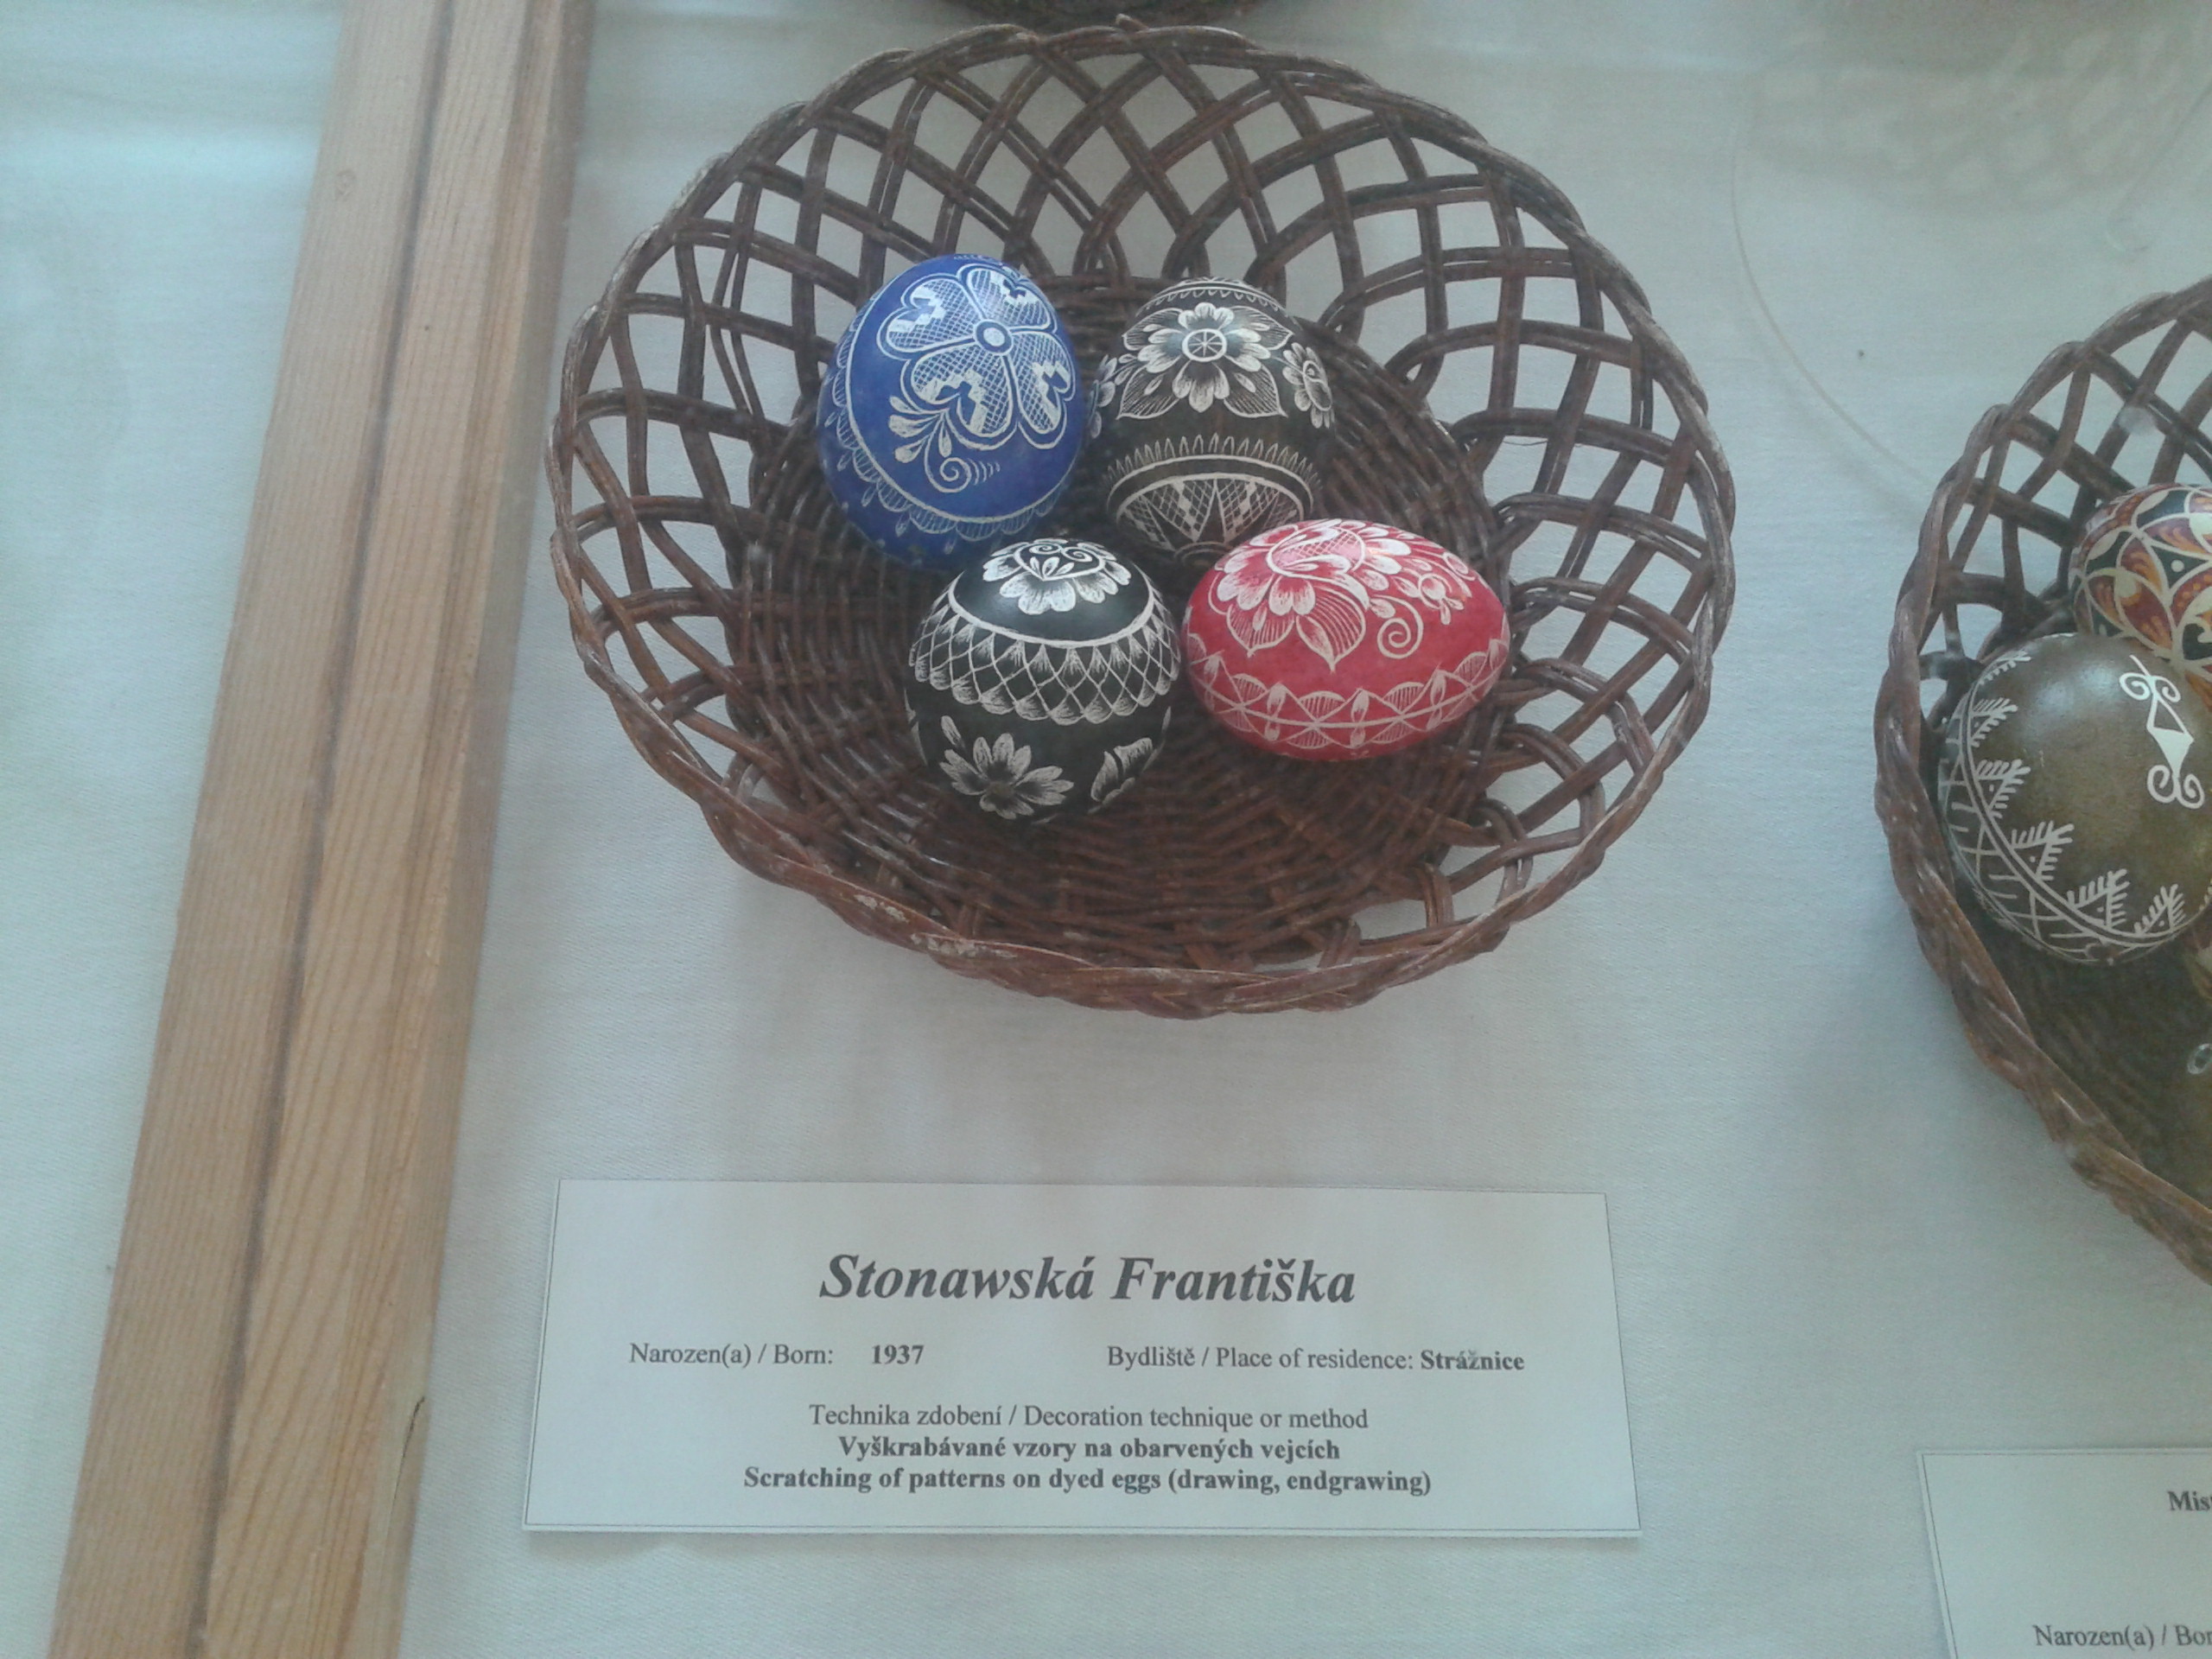 Stonawská Františka
Narozen(a) / Born: 1937 Bydliště / Place of residence: Strážnice
Technika zdobení / Decoration technique or method
Vyškrabávané vzory na obarvených vejcích
Scratching of patterns on dyed eggs (drawing, endgrawing)
Narozen(a) /